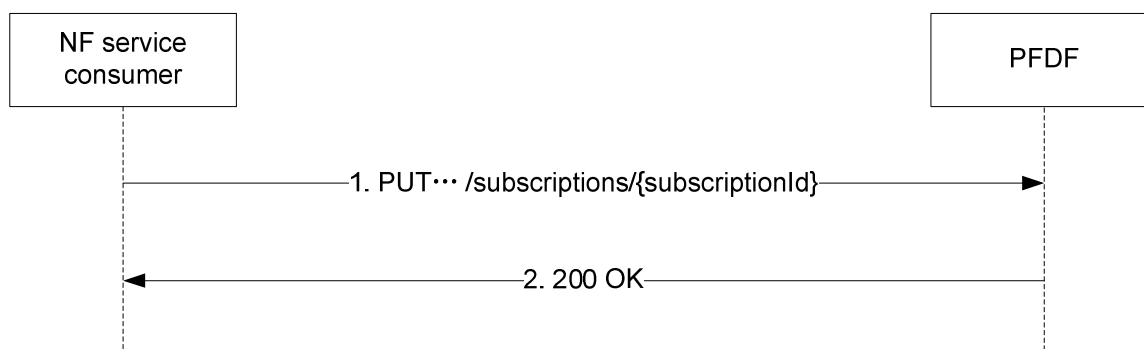 NF service
consumer
PFDF
1. PUT··· /subscriptions/{subscriptionId}
2. 200 OK